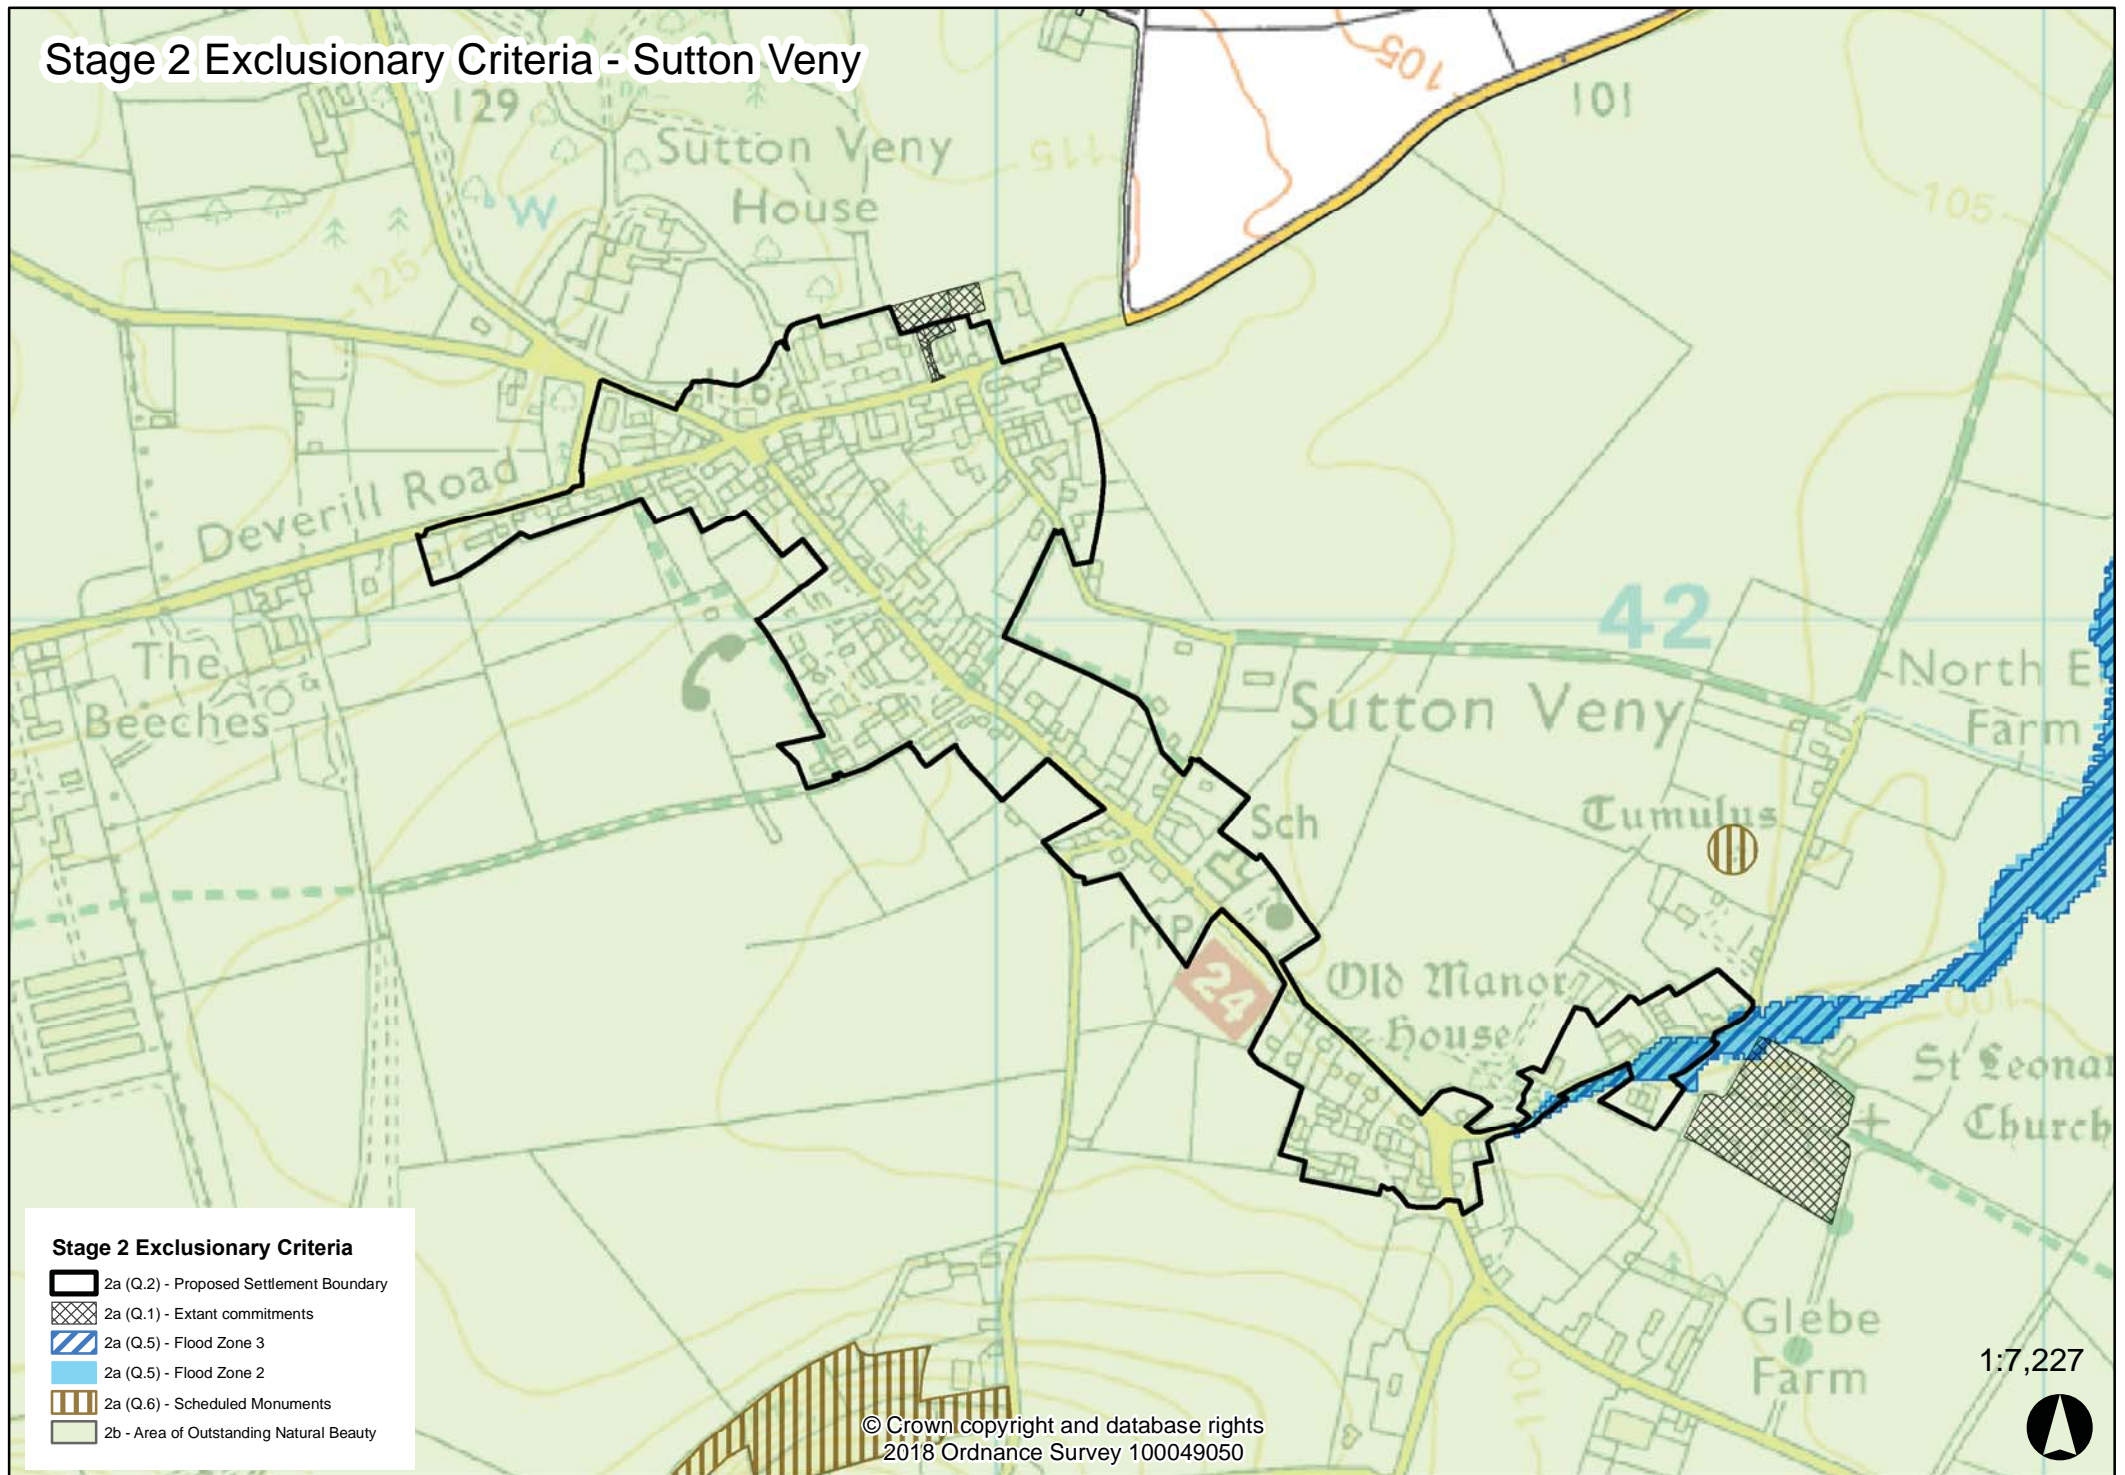 Stage 2 Exclusionary Criteria - Sutton Veny
105
101
129
Sutton Veny
House
115
W
105
125
116
Deverill Road
42
The
Beeches
North E
Farm
Sutton Veny
Tumulus
Sch
MP
24
Old Manor
House
100
St Leonar
Church
Glebe
Farm
110
1:7,227
Stage 2 Exclusionary Criteria
2a (Q.2) - Proposed Settlement Boundary
2a (Q.1) - Extant commitments
2a (Q.5) - Flood Zone 3
2a (Q.5) - Flood Zone 2
2a (Q.6) - Scheduled Monuments
2b - Area of Outstanding Natural Beauty
© Crown copyright and database rights
2018 Ordnance Survey 100049050